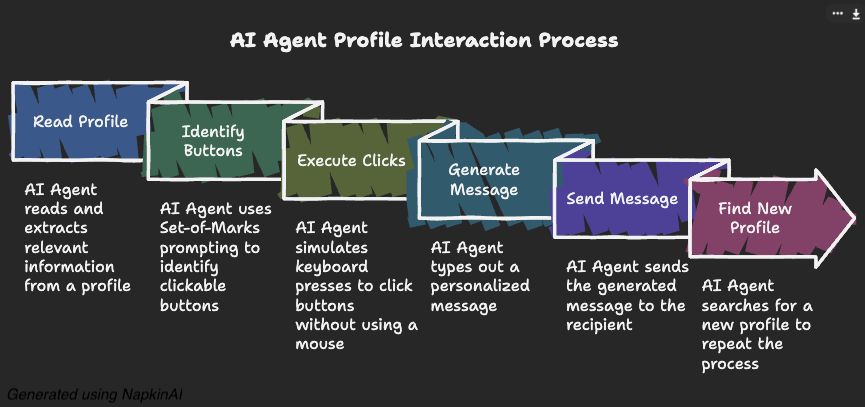 AI Agent Profile Interaction Process
Read Profile
AI Agent
reads and
extracts
relevant
information
from a profile
Identify
Buttons
AI Agent uses
Set-of-Marks
prompting to
identify
clickable
buttons
Execute Clicks
AI Agent
simulates
keyboard
presses to click
buttons
without using a
mouse
Generate
Message
AI Agent
types out a
personalized
message
Send Message
AI Agent sends
the generated
message to the
recipient
Find New
Profile
AI Agent
searches for a
new profile to
repeat the
process
Generated using NapkinAI